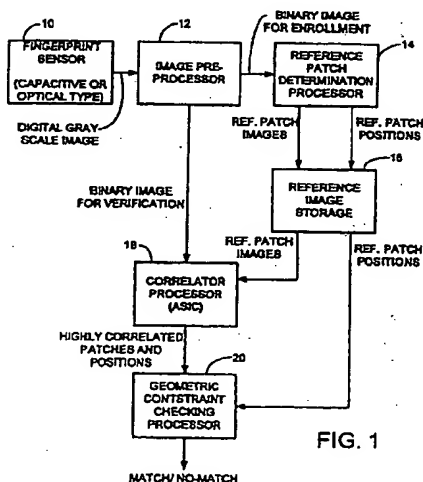 10
FINGERPRINT
SENSOR
(CAPACITIVE OR
OPTICAL TYPE)
DIGITAL GRAY
SCALE IMAGE
12
IMAGE PRE-
PROCESSOR
BINARY IMAGE
FOR ENROLLMENT
14
REFERENCE
PATCH
DETERMINATION
PROCESSOR
REF. PATCH
IMAGES
REF. PATCH
POSITIONS
16
REFERENCE
IMAGE
STORAGE
BINARY IMAGE
FOR VERIFICATION
REF. PATCH
IMAGES
REF. PATCH
POSITIONS
18
CORRELATOR
PROCESSOR
(ASIC)
HIGHLY CORRELATED
PATCHES AND
POSITIONS
20
GEOMETRIC
CONTSTRAINT
CHECKING
PROCESSOR
MATCH/ NO-MATCH
FIG. 1